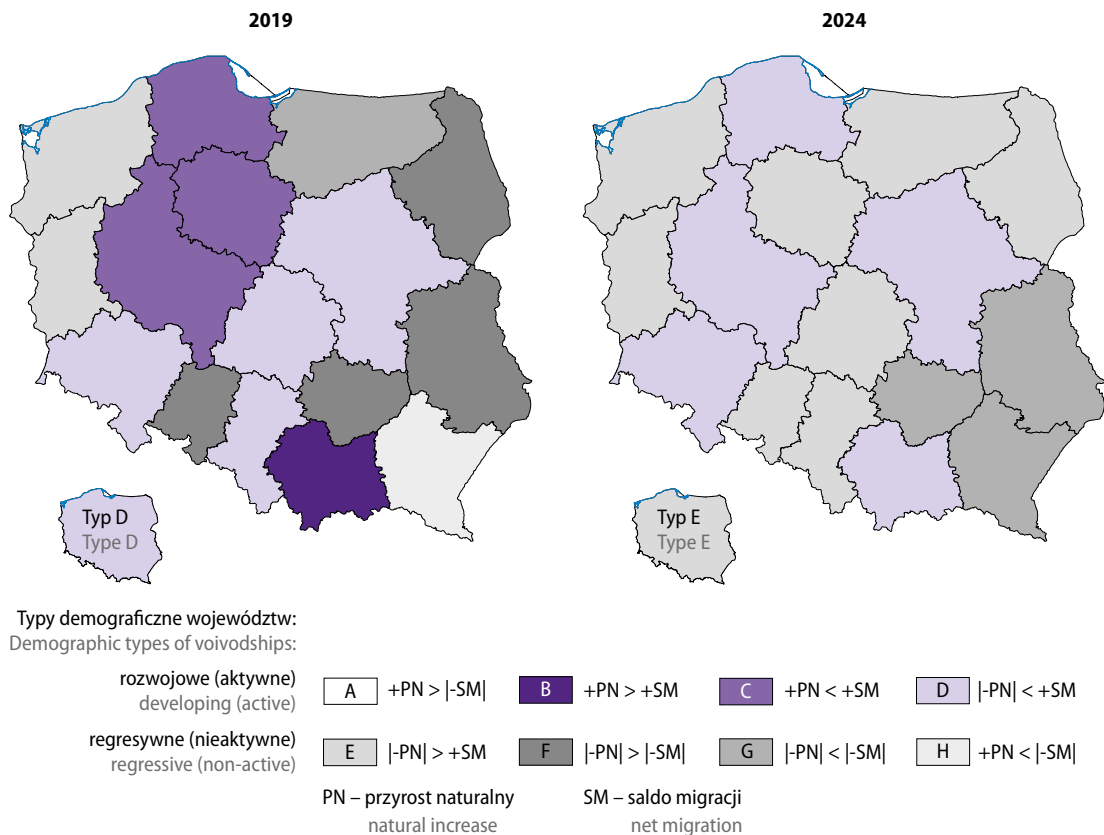 2019
2024
Typ D
Type D
Typ E
Type E
Typy demograficzne województw:
Demographic types of voivodships:
rozwojowe (aktywne)
developing (active)
A +PN > |-SM|
B +PN > +SM
C +PN < +SM
D |-PN| < +SM
regresywne (nieaktywne)
regressive (non-active)
E |-PN| > +SM
F |-PN| > |-SM|
G |-PN| < |-SM|
H +PN < |-SM|
PN – przyrost naturalny
natural increase
SM – saldo migracji
net migration